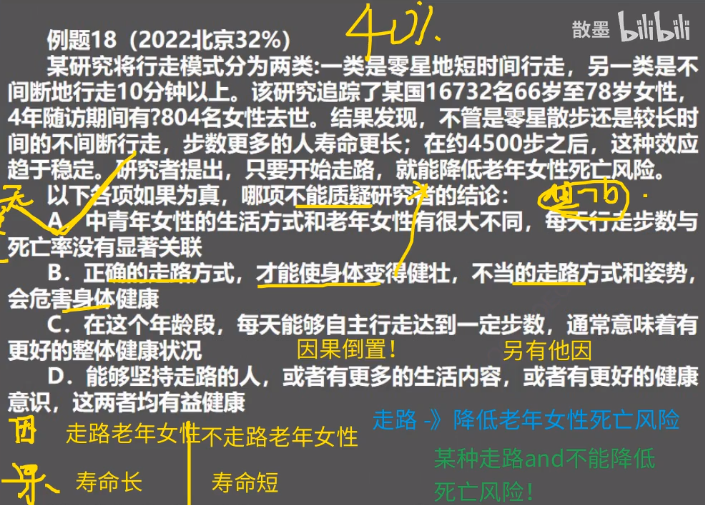 40%
散墨 bilibili
例题18（2022北京32%）
某研究将行走模式分为两类:一类是零星地短时间行走，另一类是不
间断地行走10分钟以上。该研究追踪了某国16732名66岁至78岁女性，
4年随访期间有?804名女性去世。结果发现，不管是零星散步还是较长时
间的不间断行走，步数更多的人寿命更长；在约4500步之后，这种效应
趋于稳定。研究者提出，只要开始走路，就能降低老年女性死亡风险。
以下各项如果为真，哪项不能质疑研究者的结论：
A．中青年女性的生活方式和老年女性有很大不同，每天行走步数与
死亡率没有显著关联
B．正确的走路方式，才能使身体变得健壮，不当的走路方式和姿势，
会危害身体健康
C．在这个年龄段，每天能够自主行走达到一定步数，通常意味着有
更好的整体健康状况
因果倒置！ 另有他因
D．能够坚持走路的人，或者有更多的生活内容，或者有更好的健康
意识，这两者均有益健康
因 走路老年女性 不走路老年女性
走路 -》降低老年女性死亡风险
果 寿命长 寿命短
某种走路and不能降低
死亡风险！